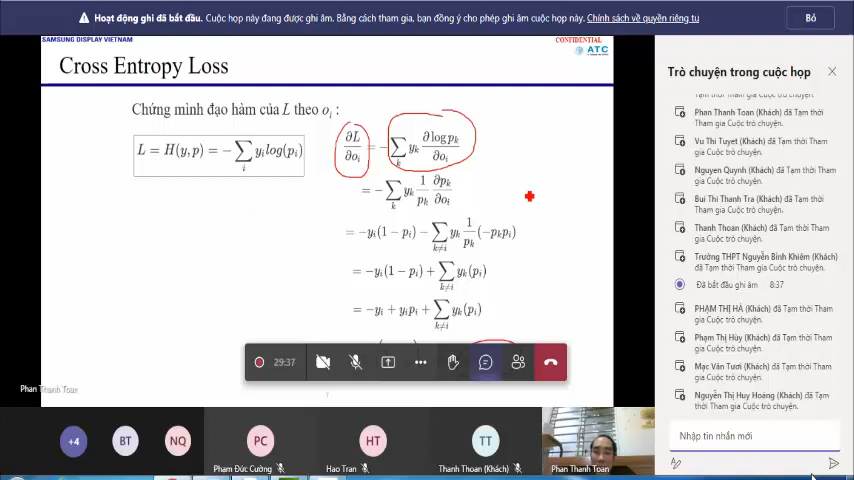 Hoạt động ghi đã bắt đầu. Cuộc họp này đang được ghi âm. Bằng cách tham gia, bạn đồng ý cho phép ghi âm cuộc họp này. Chính sách về quyền riêng tư
Bỏ
SAMSUNG DISPLAY VIETNAM
CONFIDENTIAL
ATC
Cross Entropy Loss
Chứng mình đạo hàm của L theo o_i :
L = H(y, p) = − ∑_i y_i log(p_i)
∂L/∂o_i = − ∑_k y_k ∂ log p_k/∂o_i
= − ∑_k y_k 1/p_k ∂p_k/∂o_i
= −y_i(1 − p_i) − ∑_{k≠i} y_k 1/p_k (−p_k p_i)
= −y_i(1 − p_i) + ∑_{k≠i} y_k(p_i)
= −y_i + y_i p_i + ∑_{k≠i} y_k(p_i)
29:37
Phan Thanh Toan
7
+4
BT
NQ
PC
HT
TT
Phạm Đức Cường
Hao Tran
Thanh Thoan (Khách)
Phan Thanh Toan
Trò chuyện trong cuộc họp
Phan Thanh Toan (Khách) đã Tạm thời
Tham gia Cuộc trò chuyện.
Vu Thi Tuyet (Khách) đã Tạm thời
Tham gia Cuộc trò chuyện.
Nguyen Quynh (Khách) đã Tạm thời
Tham gia Cuộc trò chuyện.
Bui Thi Thanh Tra (Khách) đã Tạm thời
Tham gia Cuộc trò chuyện.
Thanh Thoan (Khách) đã Tạm thời
Tham gia Cuộc trò chuyện.
Trường THPT Nguyễn Bỉnh Khiêm (Khách)
đã Tạm thời Tham gia Cuộc trò chuyện.
Đã bắt đầu ghi âm 8:37
PHẠM THỊ HÀ (Khách) đã Tạm thời Tham
gia Cuộc trò chuyện.
Phạm Thị Hủy (Khách) đã Tạm thời Tham
gia Cuộc trò chuyện.
Mạc Văn Tươi (Khách) đã Tạm thời Tham
gia Cuộc trò chuyện.
Nguyễn Thị Huy Hoàng (Khách) đã Tạm
thời Tham gia Cuộc trò chuyện.
Nhập tin nhắn mới